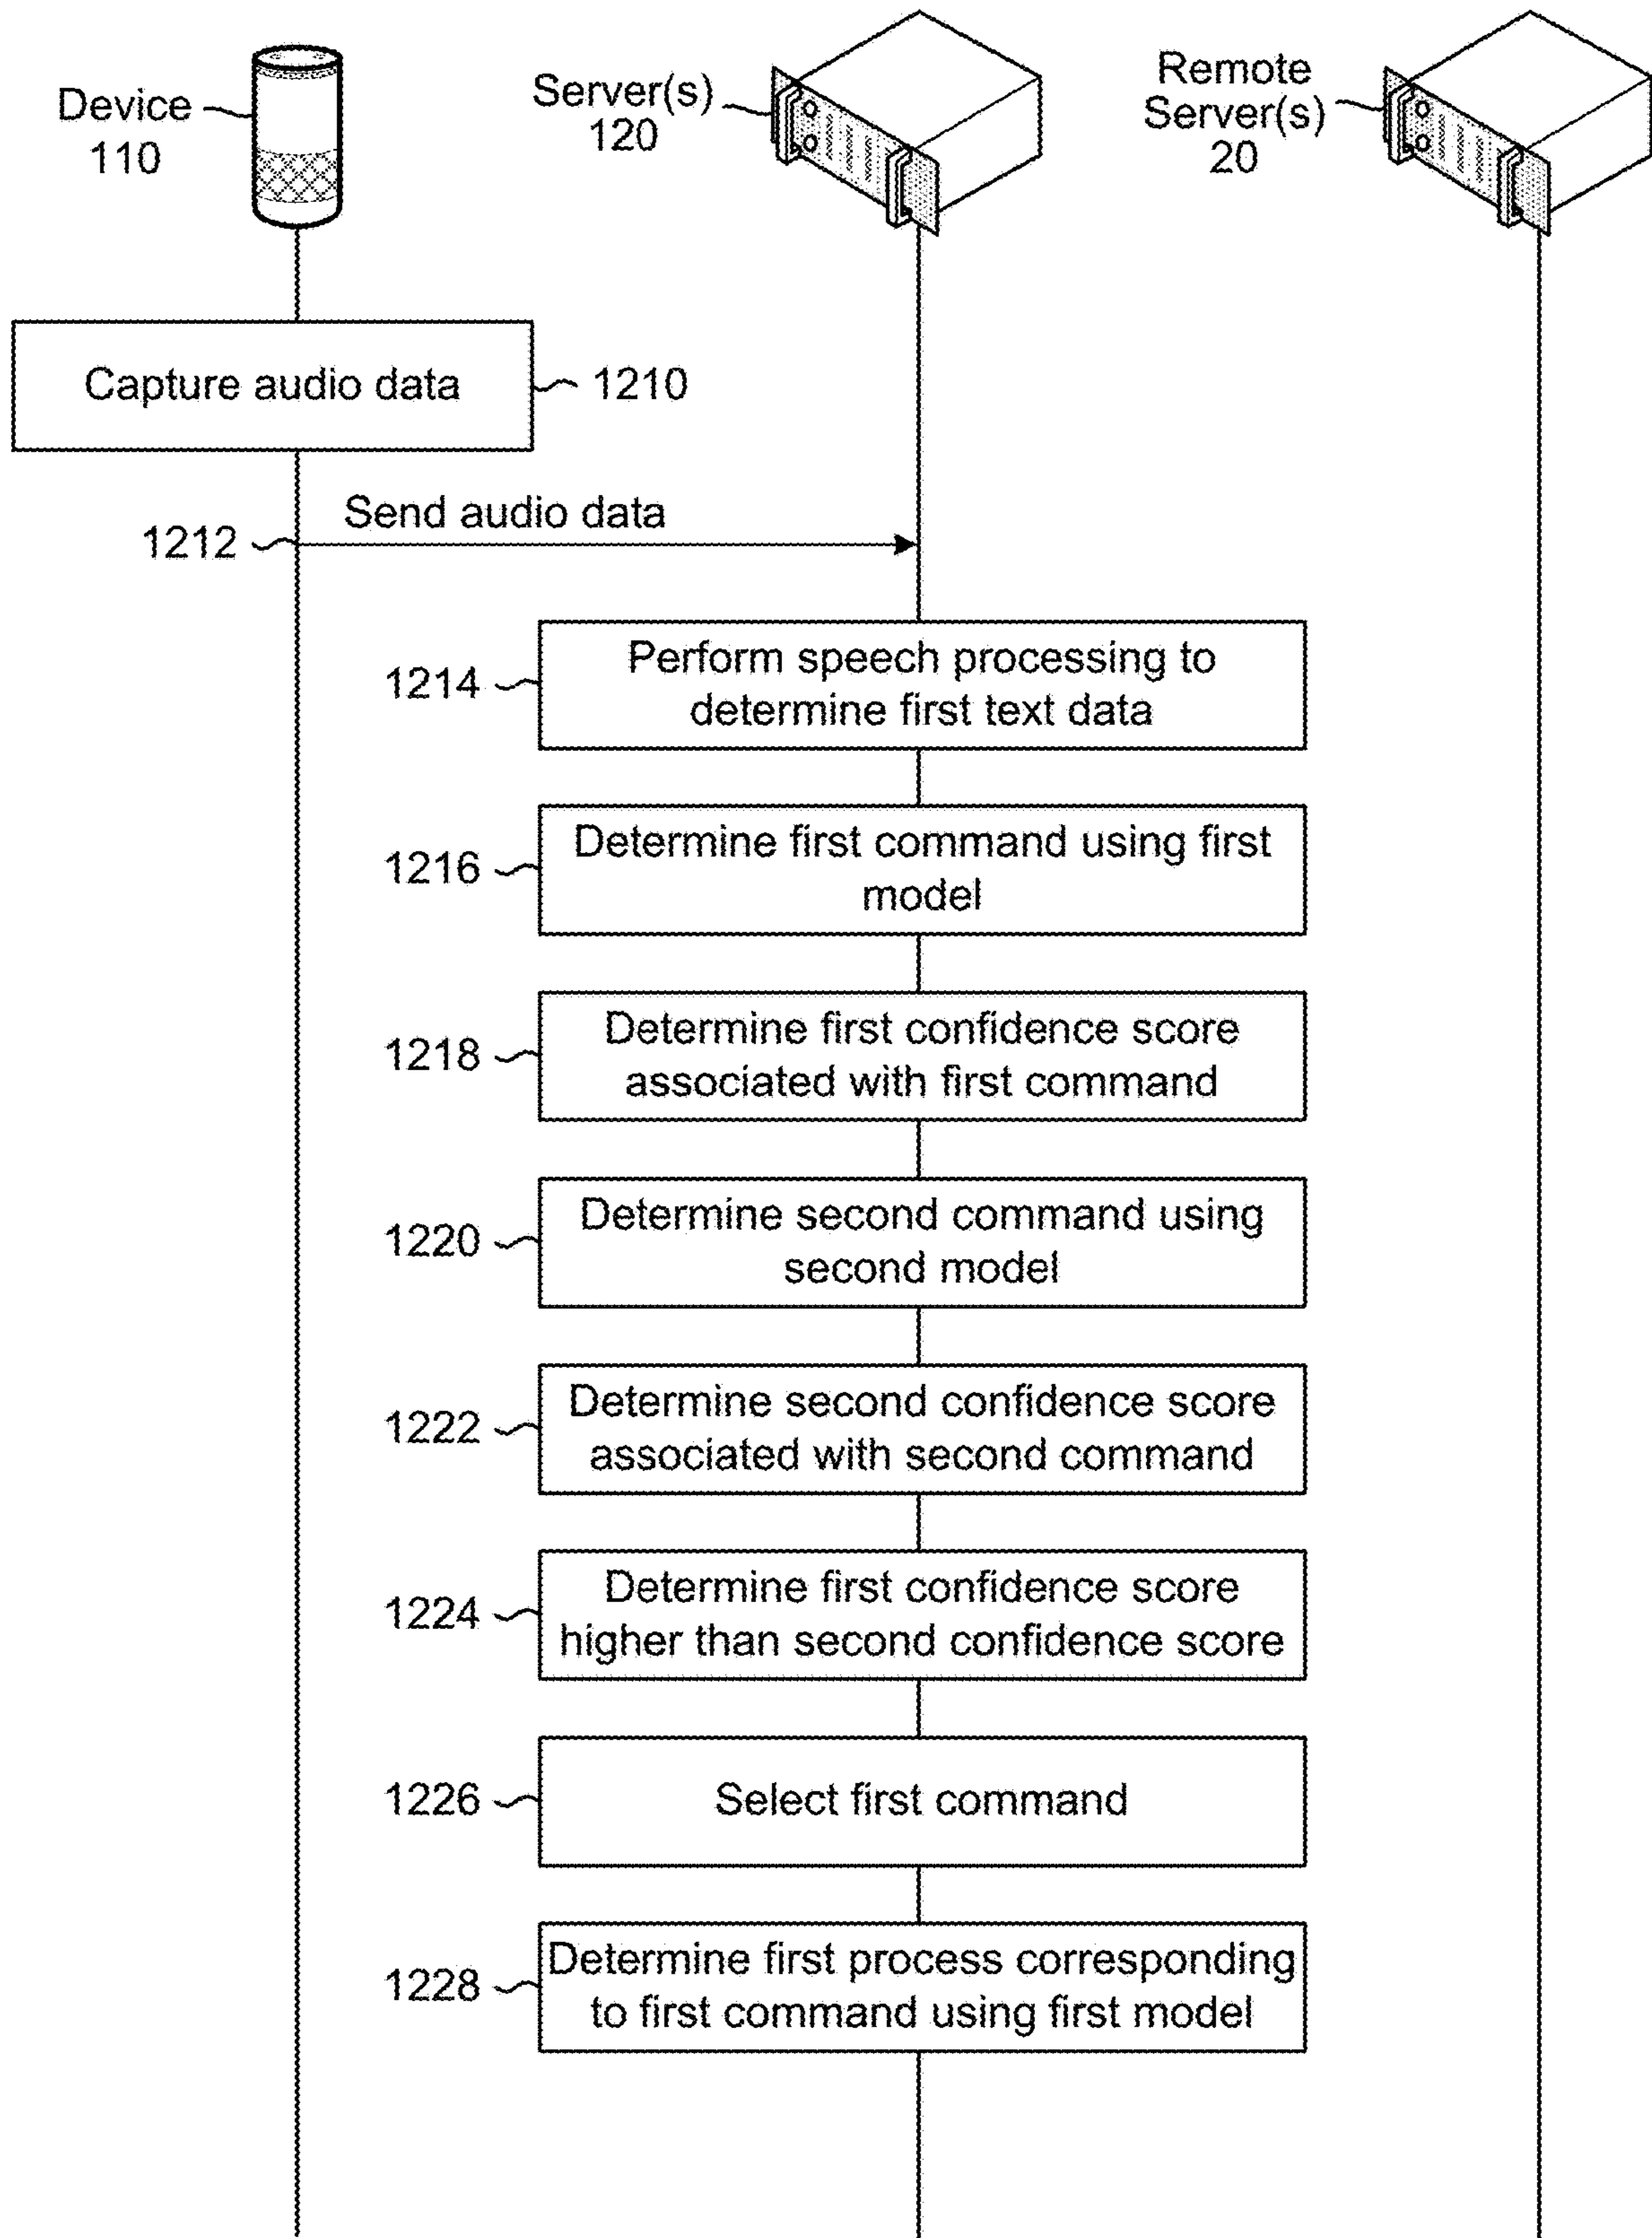 Device
110
Server(s)
120
Remote
Server(s)
20
Capture audio data
1210
Send audio data
1212
1214
Perform speech processing to
determine first text data
1216
Determine first command using first
model
1218
Determine first confidence score
associated with first command
1220
Determine second command using
second model
1222
Determine second confidence score
associated with second command
1224
Determine first confidence score
higher than second confidence score
1226
Select first command
1228
Determine first process corresponding
to first command using first model